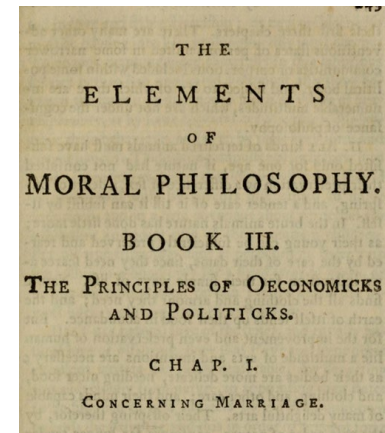 THE
ELEMENTS
OF
MORAL PHILOSOPHY.
BOOK III.
THE PRINCIPLES OF OECONOMICKS
AND POLITICKS.
CHAP. I.
CONCERNING MARRIAGE.